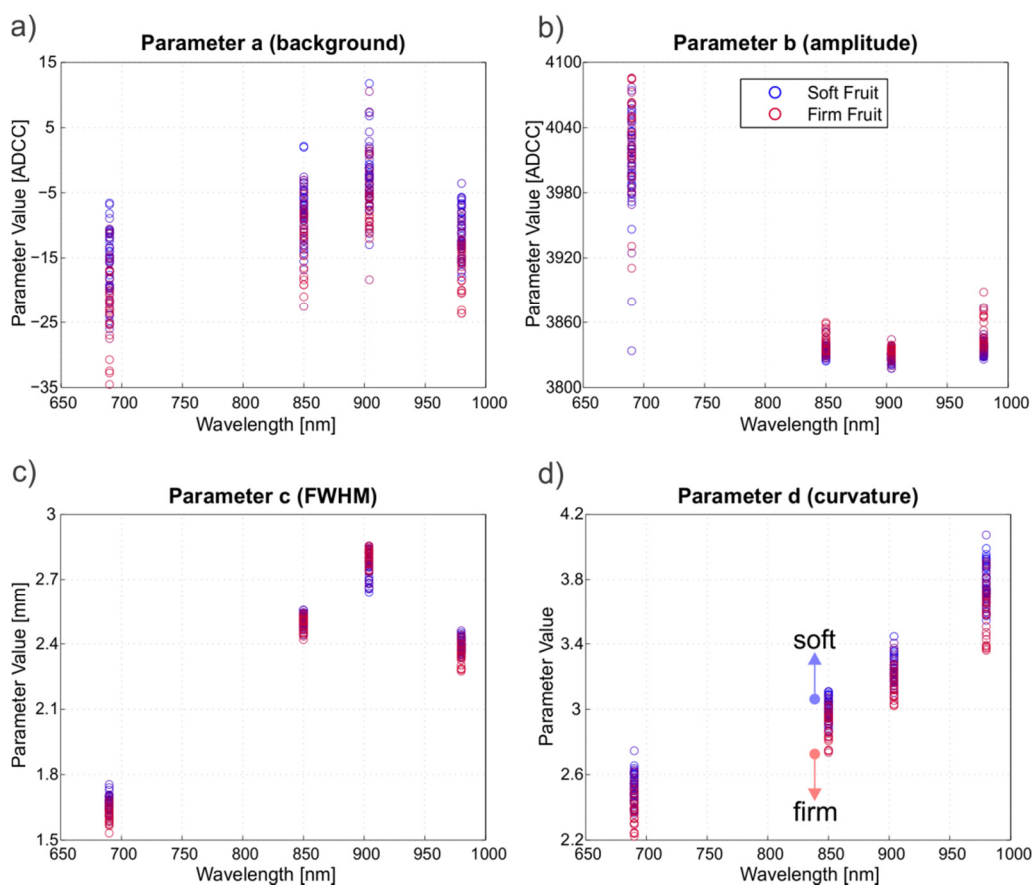 a)
Parameter a (background)
Parameter Value [ADCC]
15
5
−5
−15
−25
−35
650 700 750 800 850 900 950 1000
Wavelength [nm]
b)
Parameter b (amplitude)
Parameter Value [ADCC]
4100
4040
3980
3920
3860
3800
Soft Fruit
Firm Fruit
650 700 750 800 850 900 950 1000
Wavelength [nm]
c)
Parameter c (FWHM)
Parameter Value [mm]
3
2.7
2.4
2.1
1.8
1.5
650 700 750 800 850 900 950 1000
Wavelength [nm]
d)
Parameter d (curvature)
Parameter Value
4.2
3.8
3.4
3
2.6
2.2
soft
firm
650 700 750 800 850 900 950 1000
Wavelength [nm]